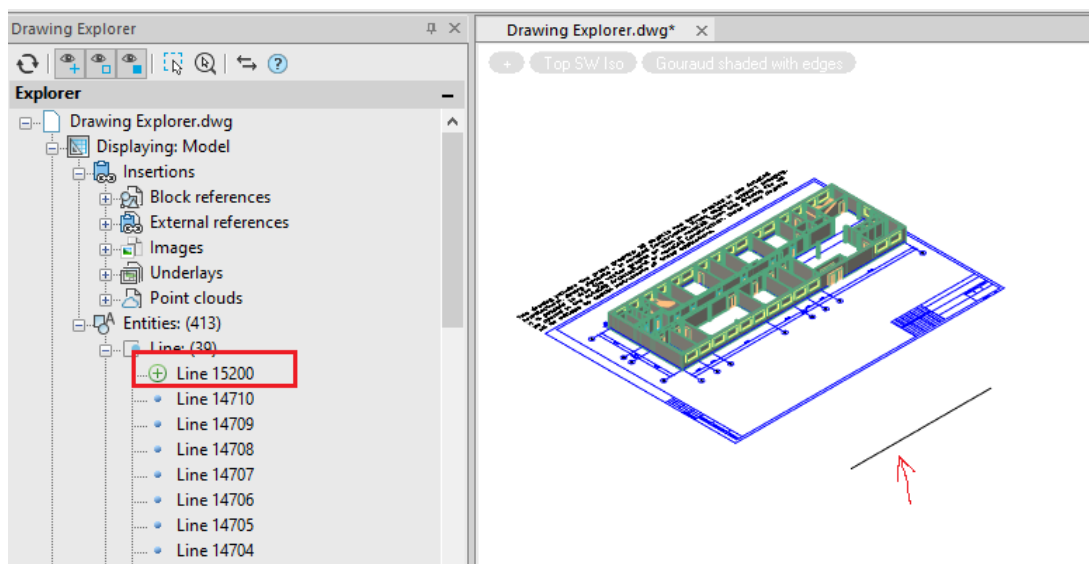 Drawing Explorer
Drawing Explorer.dwg*
+ Top SW Iso Gouraud shaded with edges
Explorer
Drawing Explorer.dwg
Displaying: Model
Insertions
Block references
External references
Images
Underlays
Point clouds
Entities: (413)
Line: (39)
Line 15200
Line 14710
Line 14709
Line 14708
Line 14707
Line 14706
Line 14705
Line 14704